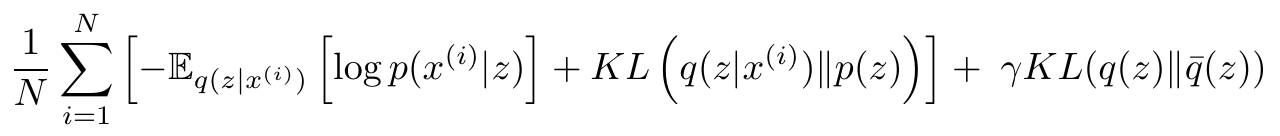 \frac{1}{N} \sum_{i=1}^{N} \left[ -\mathbb{E}_{q(z|x^{(i)})} \left[ \log p(x^{(i)}|z) \right] + KL \left( q(z|x^{(i)}) \| p(z) \right) \right] + \gamma KL(q(z) \| \bar{q}(z))